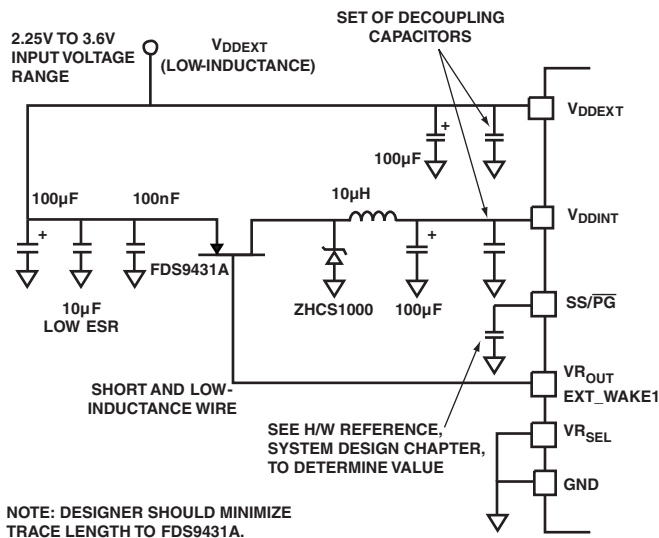 SET OF DECOUPLING
CAPACITORS
2.25V TO 3.6V
INPUT VOLTAGE
RANGE
VDDEXT
(LOW-INDUCTANCE)
VDDEXT
+
100µF
100µF
100nF
10µH
VDDINT
+
+
FDS9431A
10µF
LOW ESR
ZHCS1000
100µF
SS/PG
SHORT AND LOW-
INDUCTANCE WIRE
VROUT
EXT_WAKE1
SEE H/W REFERENCE,
SYSTEM DESIGN CHAPTER,
TO DETERMINE VALUE
VRSEL
GND
NOTE: DESIGNER SHOULD MINIMIZE
TRACE LENGTH TO FDS9431A.